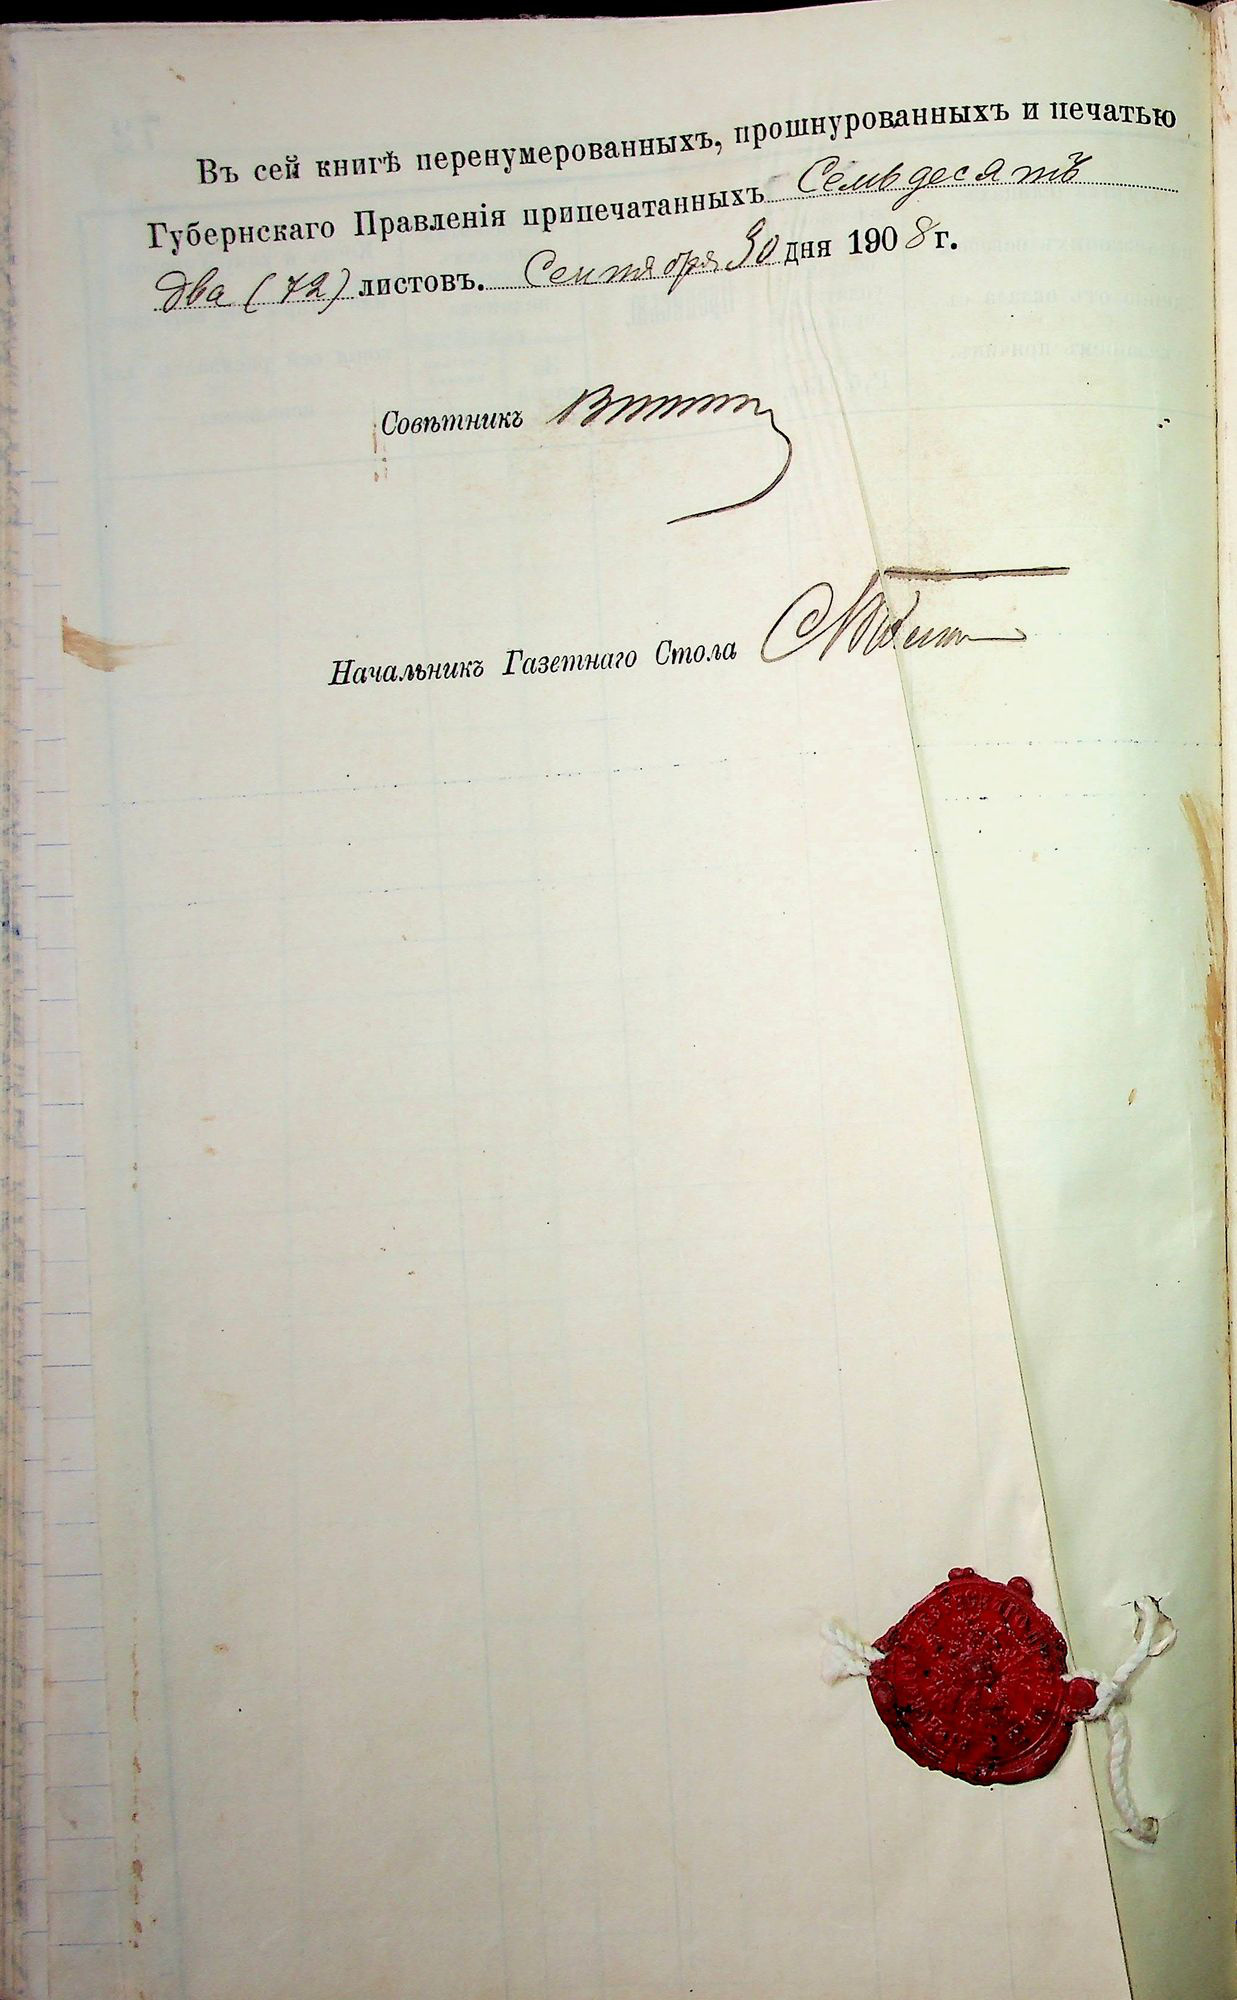 Въ сей книгѣ перенумерованныхъ, прошнурованныхъ и печатью
Губернскаго Правленія припечатанныхъ Семьдесятъ
два (72) листовъ. Сентября 30 дня 1908 г.
Совѣтникъ
Начальникъ Газетнаго Стола